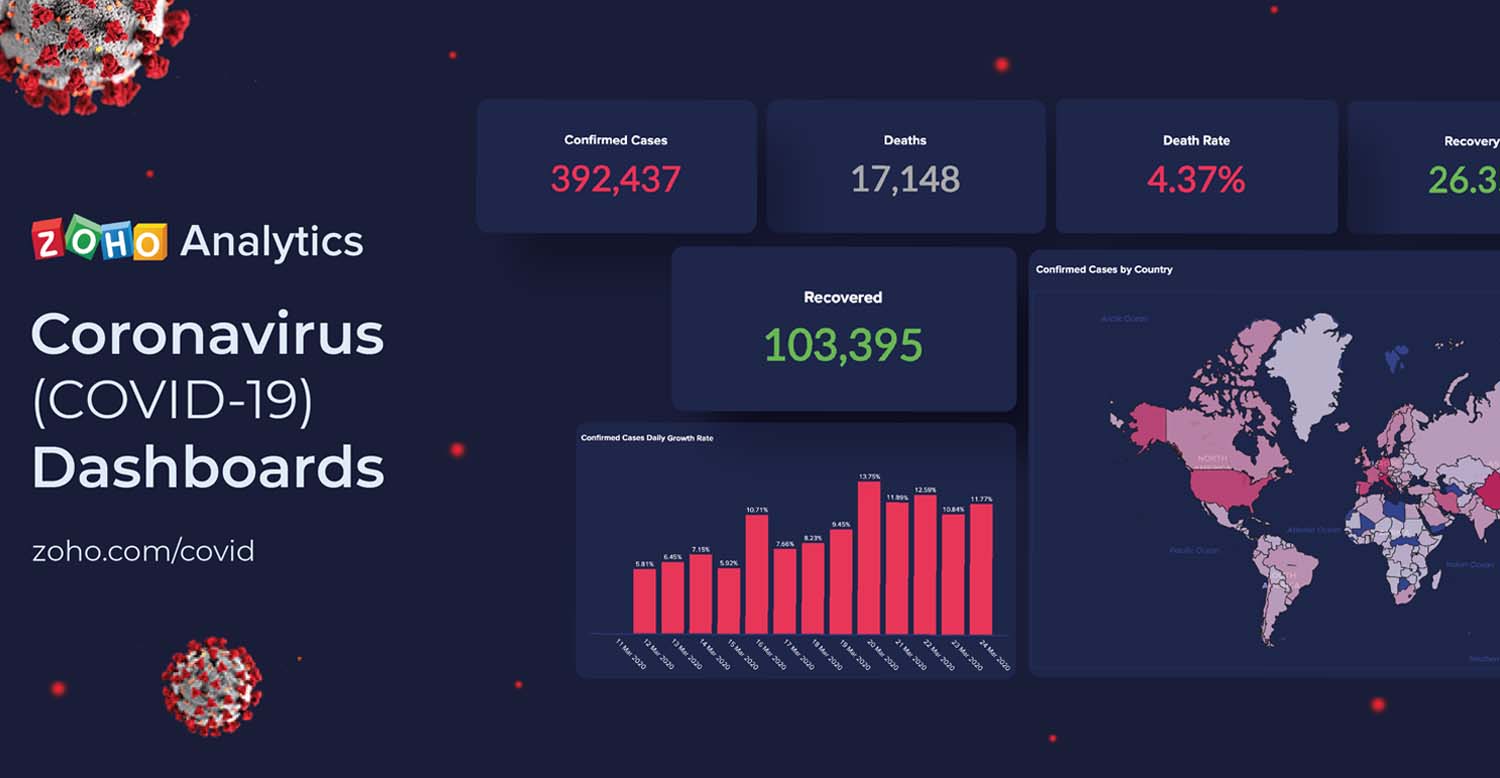 ZOHO Analytics
Coronavirus
(COVID-19)
Dashboards
zoho.com/covid
Confirmed Cases
392,437
Deaths
17,148
Death Rate
4.37%
Recovery
26.3
Recovered
103,395
Confirmed Cases Daily Growth Rate
5.81%
6.45%
7.15%
5.92%
10.71%
7.66%
8.23%
9.45%
13.75%
11.89%
12.59%
10.84%
11.77%
11 Mar 2020
12 Mar 2020
13 Mar 2020
14 Mar 2020
15 Mar 2020
16 Mar 2020
17 Mar 2020
18 Mar 2020
19 Mar 2020
20 Mar 2020
21 Mar 2020
22 Mar 2020
23 Mar 2020
24 Mar 2020
Confirmed Cases by Country
Arctic Ocean
NORTH
Atlantic Ocean
Pacific Ocean
Indian Ocean
Southern